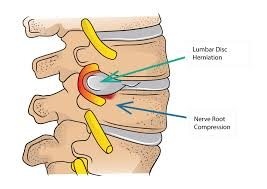 Lumbar Disc
Herniation
Nerve Root
Compression